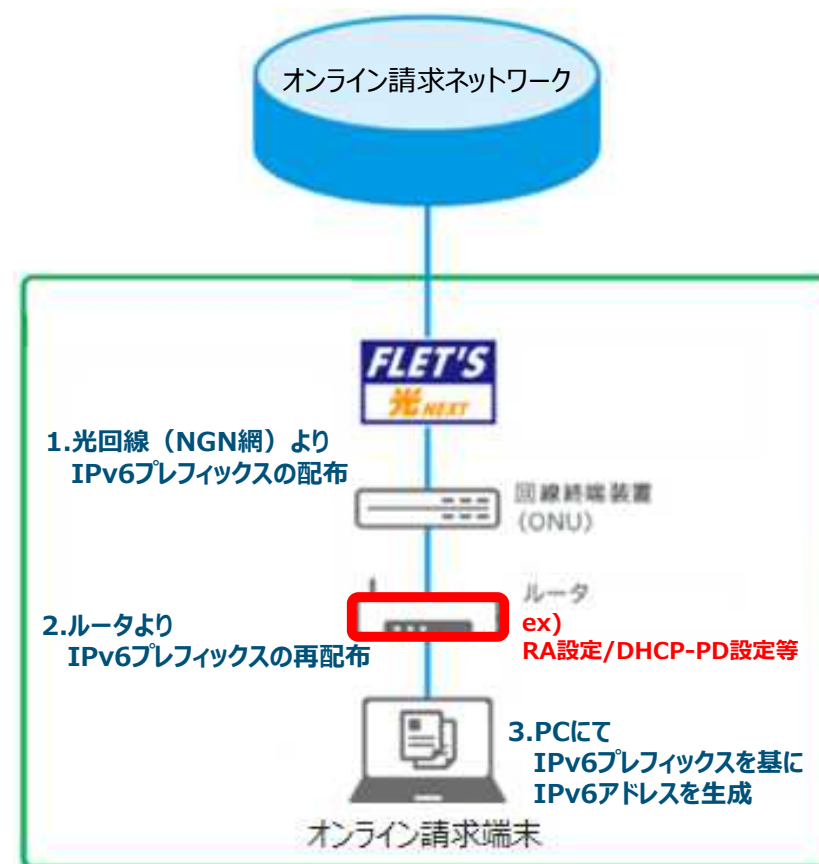 オンライン請求ネットワーク
FLET'S
光 NEXT
1.光回線（NGN網）より
IPv6プレフィックスの配布
回線終端装置
(ONU)
2.ルータより
IPv6プレフィックスの再配布
ルータ
ex)
RA設定/DHCP-PD設定等
3.PCにて
IPv6プレフィックスを基に
IPv6アドレスを生成
オンライン請求端末